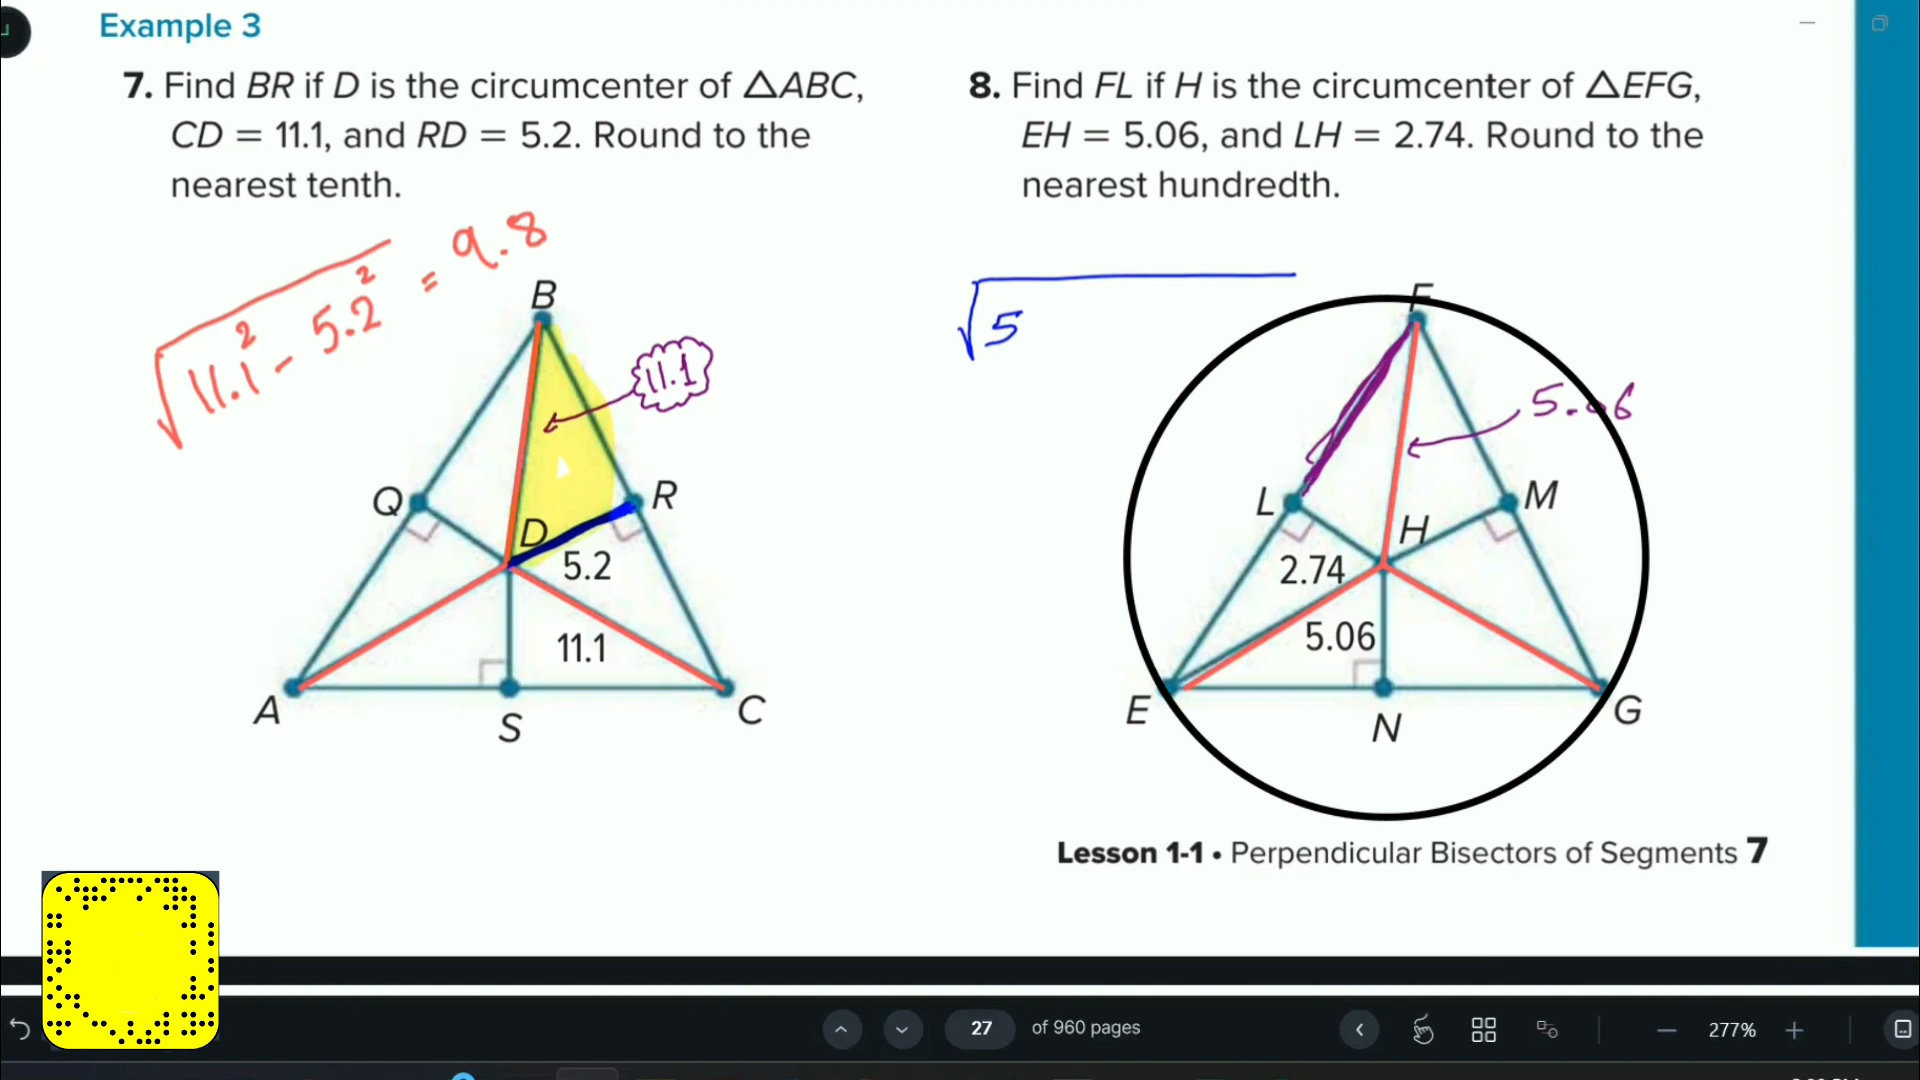 Example 3
7. Find BR if D is the circumcenter of △ABC,
CD = 11.1, and RD = 5.2. Round to the
nearest tenth.
√11.1² - 5.2² = 9.8
B
11.1
Q
R
D
5.2
11.1
A
S
C
8. Find FL if H is the circumcenter of △EFG,
EH = 5.06, and LH = 2.74. Round to the
nearest hundredth.
√5
F
5.06
L
M
H
2.74
5.06
E
N
G
Lesson 1-1 • Perpendicular Bisectors of Segments 7
27 of 960 pages
277%